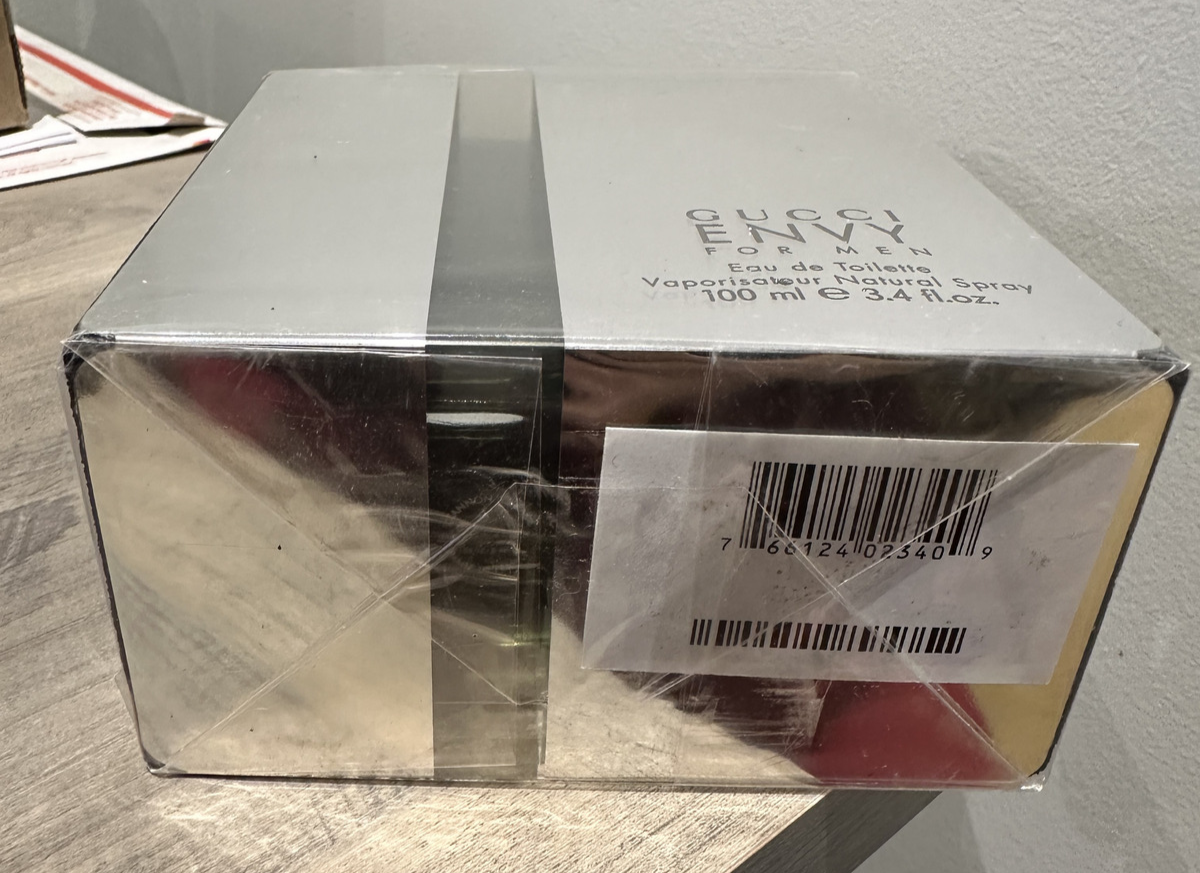 GUCCI
ENVY
FOR MEN
Eau de Toilette
Vaporisateur Natural Spray
100 ml e 3.4 fl.oz.
7 66124 02340 9